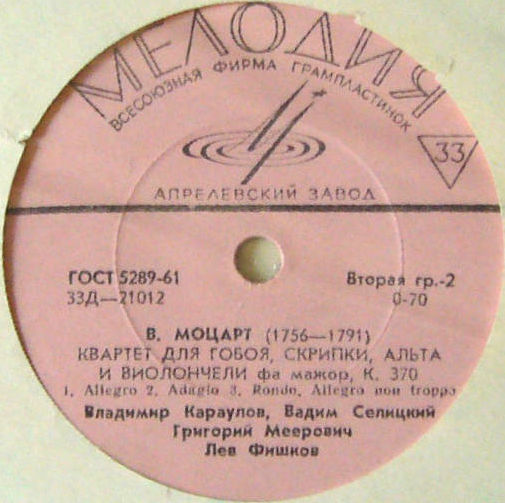 МЕЛОДИЯ
ВСЕСОЮЗНАЯ ФИРМА ГРАМПЛАСТИНОК
33
АПРЕЛЕВСКИЙ ЗАВОД
ГОСТ 5289-61 Вторая гр.-2
33Д—21012 0-70
В. МОЦАРТ (1756—1791)
КВАРТЕТ ДЛЯ ГОБОЯ, СКРИПКИ, АЛЬТА
И ВИОЛОНЧЕЛИ фа мажор, К. 370
1. Allegro 2. Adagio 3. Rondo, Allegro non troppo
Владимир Караулов, Вадим Селицкий
Григорий Меерович
Лев Фишков